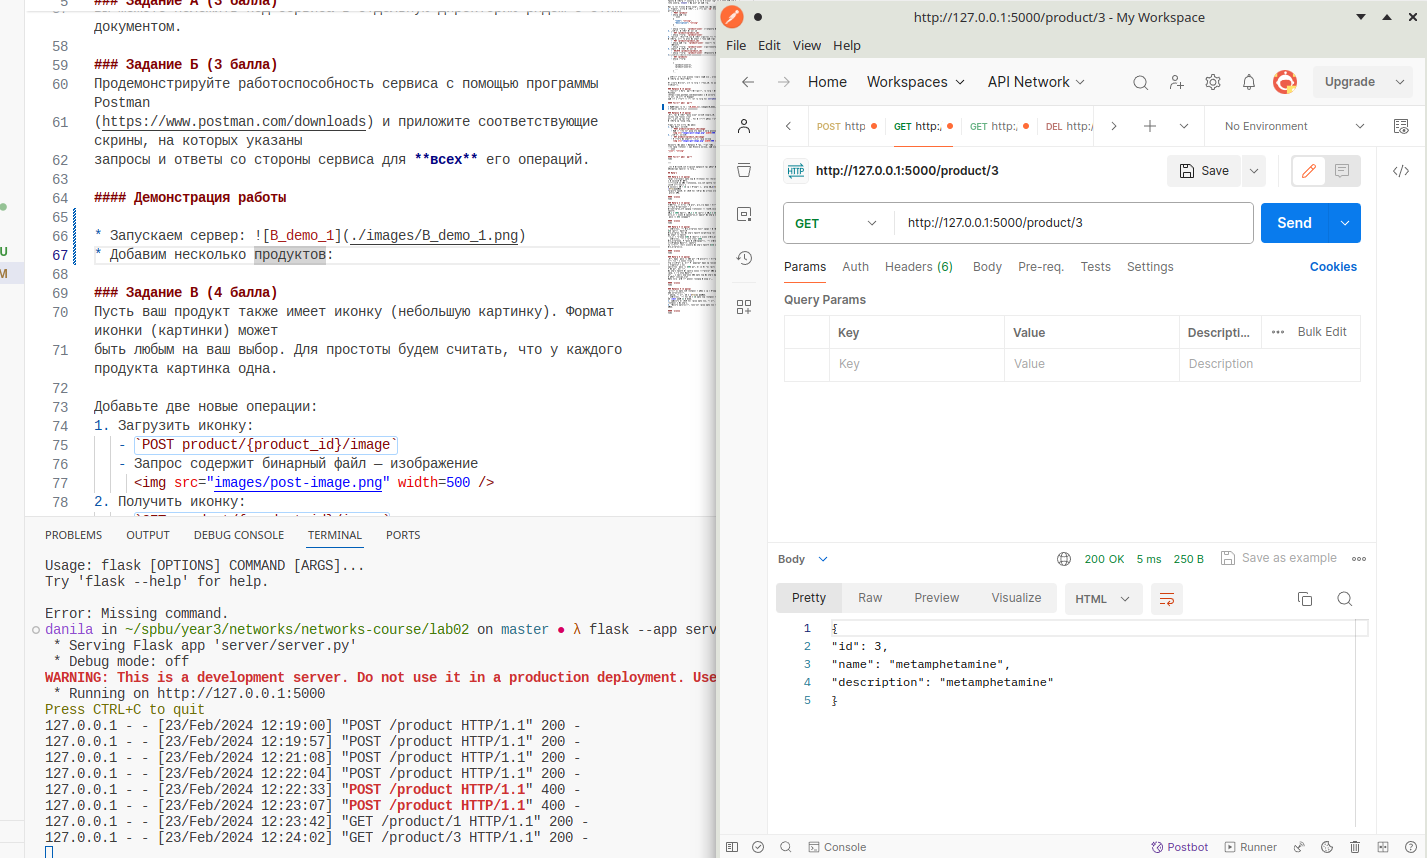 ### Задание А (3 балла)
документом.
58
59 ### Задание Б (3 балла)
60 Продемонстрируйте работоспособность сервиса с помощью программы
Postman
61 (https://www.postman.com/downloads) и приложите соответствующие
скрины, на которых указаны
62 запросы и ответы со стороны сервиса для **всех** его операций.
63
64 #### Демонстрация работы
65
66 * Запускаем сервер: ![B_demo_1](./images/B_demo_1.png)
67 * Добавим несколько продуктов:
68
69 ### Задание В (4 балла)
70 Пусть ваш продукт также имеет иконку (небольшую картинку). Формат
иконки (картинки) может
71 быть любым на ваш выбор. Для простоты будем считать, что у каждого
продукта картинка одна.
72
73 Добавьте две новые операции:
74 1. Загрузить иконку:
75 - `POST product/{product_id}/image`
76 - Запрос содержит бинарный файл — изображение
77 <img src="images/post-image.png" width=500 />
78 2. Получить иконку:
U
M
PROBLEMS OUTPUT DEBUG CONSOLE TERMINAL PORTS
Usage: flask [OPTIONS] COMMAND [ARGS]...
Try 'flask --help' for help.
Error: Missing command.
danila in ~/spbu/year3/networks/networks-course/lab02 on master ● λ flask --app serv
* Serving Flask app 'server/server.py'
* Debug mode: off
WARNING: This is a development server. Do not use it in a production deployment. Use
* Running on http://127.0.0.1:5000
Press CTRL+C to quit
127.0.0.1 - - [23/Feb/2024 12:19:00] "POST /product HTTP/1.1" 200 -
127.0.0.1 - - [23/Feb/2024 12:19:57] "POST /product HTTP/1.1" 200 -
127.0.0.1 - - [23/Feb/2024 12:21:08] "POST /product HTTP/1.1" 200 -
127.0.0.1 - - [23/Feb/2024 12:22:04] "POST /product HTTP/1.1" 200 -
127.0.0.1 - - [23/Feb/2024 12:22:33] "POST /product HTTP/1.1" 400 -
127.0.0.1 - - [23/Feb/2024 12:23:07] "POST /product HTTP/1.1" 400 -
127.0.0.1 - - [23/Feb/2024 12:23:42] "GET /product/1 HTTP/1.1" 200 -
127.0.0.1 - - [23/Feb/2024 12:24:02] "GET /product/3 HTTP/1.1" 200 -
http://127.0.0.1:5000/product/3 - My Workspace
File Edit View Help
Home Workspaces API Network Upgrade
POST http GET http:, GET http:, DEL http:/ No Environment
HTTP http://127.0.0.1:5000/product/3 Save
GET http://127.0.0.1:5000/product/3 Send
Params Auth Headers (6) Body Pre-req. Tests Settings Cookies
Query Params
Key Value Descripti... Bulk Edit
Key Value Description
Body 200 OK 5 ms 250 B Save as example
Pretty Raw Preview Visualize HTML
1 {
2 "id": 3,
3 "name": "metamphetamine",
4 "description": "metamphetamine"
5 }
Console Postbot Runner